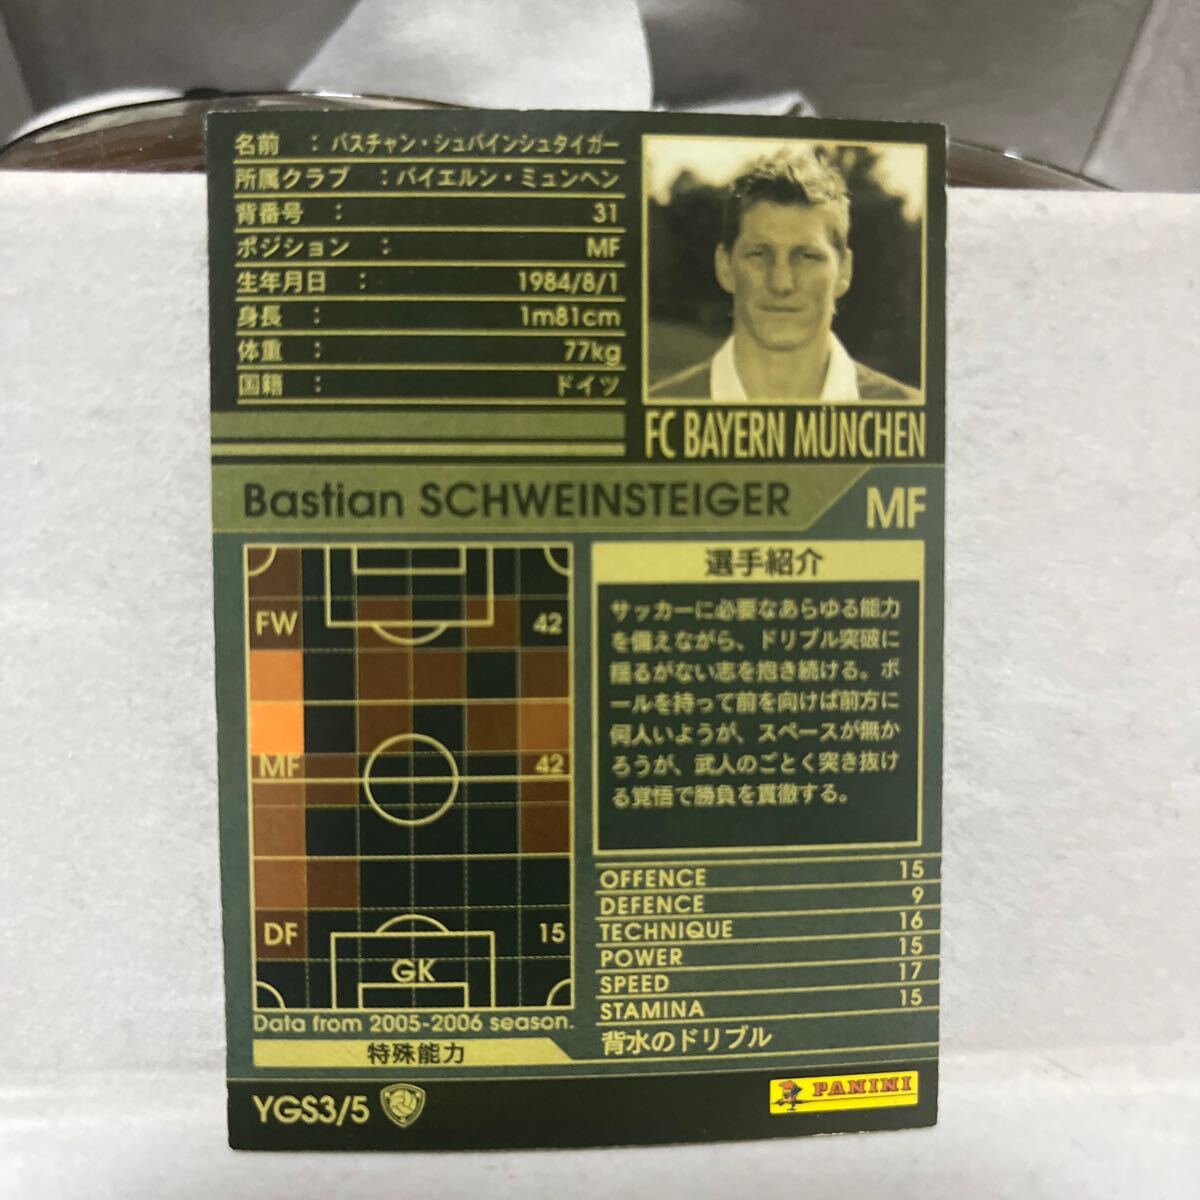 名前　：バスチャン・シュバインシュタイガー
所属クラブ　：バイエルン・ミュンヘン
背番号　：　31
ポジション　：　MF
生年月日　：　1984/8/1
身長　：　1m81cm
体重　：　77kg
国籍　：　ドイツ
FC BAYERN MÜNCHEN
Bastian SCHWEINSTEIGER
MF
FW 42
MF 42
DF 15
GK
Data from 2005-2006 season.
特殊能力
選手紹介
サッカーに必要なあらゆる能力
を備えながら、ドリブル突破に
揺るがない志を抱き続ける。ボ
ールを持って前を向けば前方に
何人いようが、スペースが無か
ろうが、武人のごとく突き抜け
る覚悟で勝負を貫徹する。
OFFENCE 15
DEFENCE 9
TECHNIQUE 16
POWER 15
SPEED 17
STAMINA 15
背水のドリブル
YGS3/5
PANINI